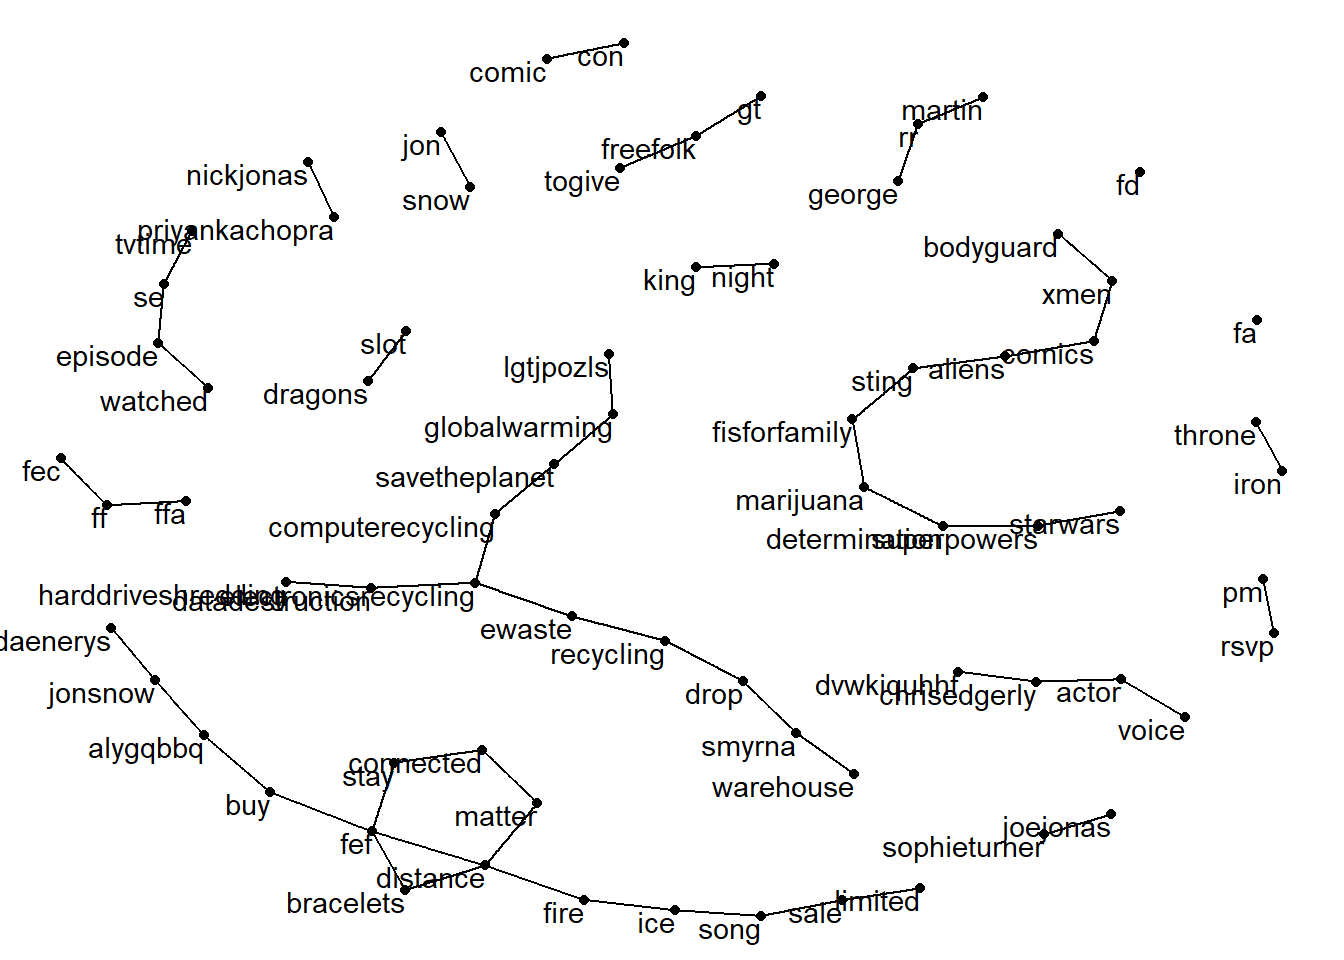 comic
con
gt
martin
jon
freefolk
rr
nickjonas
togive
fd
snow
george
priyankachopra
tvtime
bodyguard
king
night
se
xmen
fa
slot
episode
comics
lgtjpozls
aliens
sting
dragons
watched
globalwarming
fisforfamily
throne
fec
savetheplanet
iron
marijuana
ff
ffa
computerecycling
starwars
determination
superpowers
harddriveshredding
datadestruction
electronicsrecycling
pm
ewaste
daenerys
recycling
rsvp
jonsnow
drop
dvwkiquhht
chrisedgerly
actor
voice
alygqbbq
smyrna
connected
stay
warehouse
buy
matter
joejonas
fef
sophieturner
distance
bracelets
limited
fire
ice
song
sale